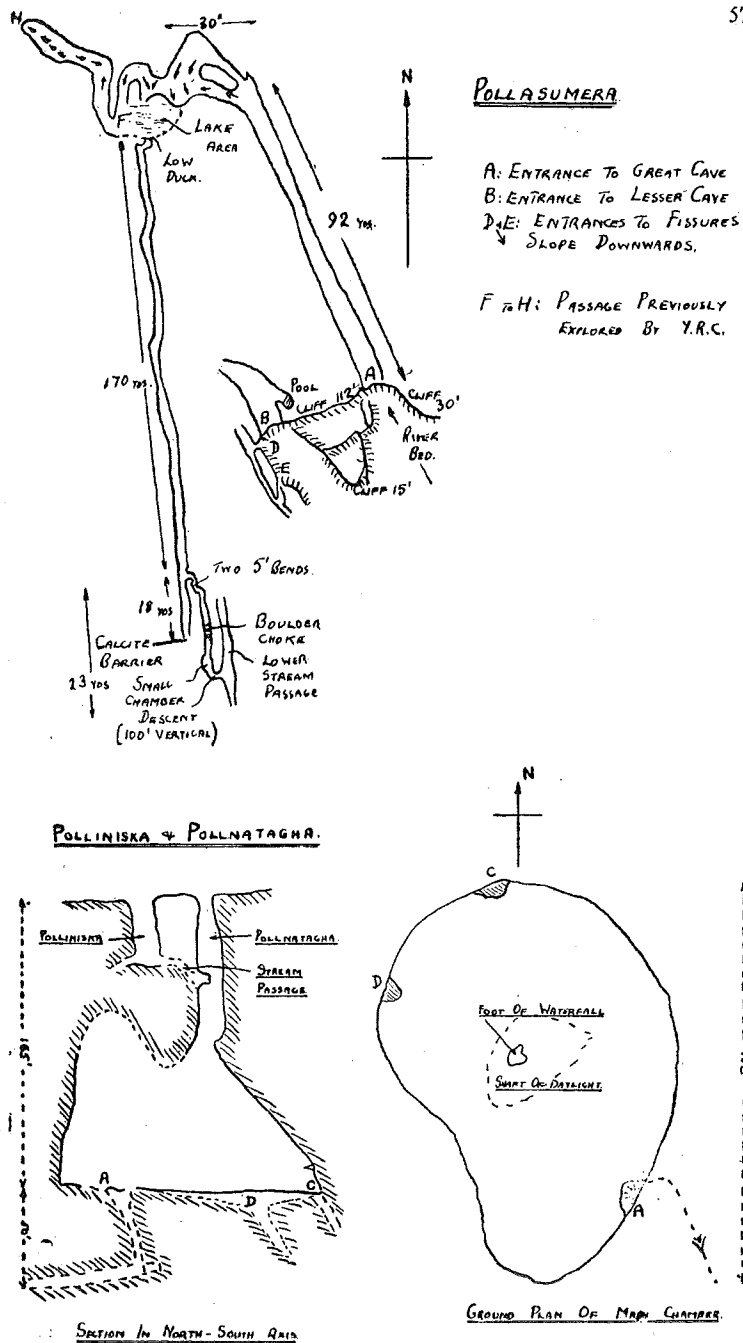 57
30'
H
N
POLLASUMERA
LAKE
AREA
F
LOW
DUCK.
A: ENTRANCE TO GREAT CAVE
B: ENTRANCE TO LESSER CAVE
D & E: ENTRANCES TO FISSURES
SLOPE DOWNWARDS.
92 YDS.
F TO H: PASSAGE PREVIOUSLY
EXPLORED BY Y.R.C.
170 YDS.
POOL
A
CLIFF
30'
CLIFF 112'
B
D
RIVER
BED.
E
CLIFF 15'
TWO 5' BENDS.
18 YDS
BOULDER
CHOKE
CALCITE
BARRIER
LOWER
STREAM
PASSAGE
23 YDS
SMALL
CHAMBER
DESCENT
(100' VERTICAL)
N
POLLINISKA & POLLNATAGHA.
C
POLLINISKA
POLLNATAGHA
STREAM
PASSAGE
D
FOOT OF WATERFALL
SHAFT OF DAYLIGHT.
165'
A
D
C
A
GROUND PLAN OF MAIN CHAMBER.
SECTION IN NORTH-SOUTH AXIS